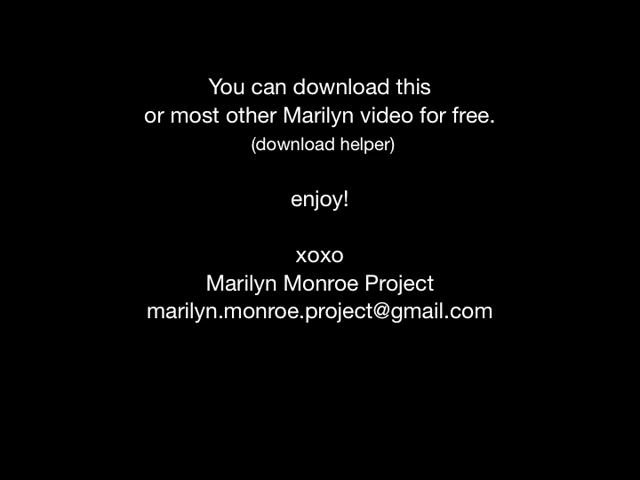 You can download this
or most other Marilyn video for free.
(download helper)
enjoy!
xoxo
Marilyn Monroe Project
marilyn.monroe.project@gmail.com